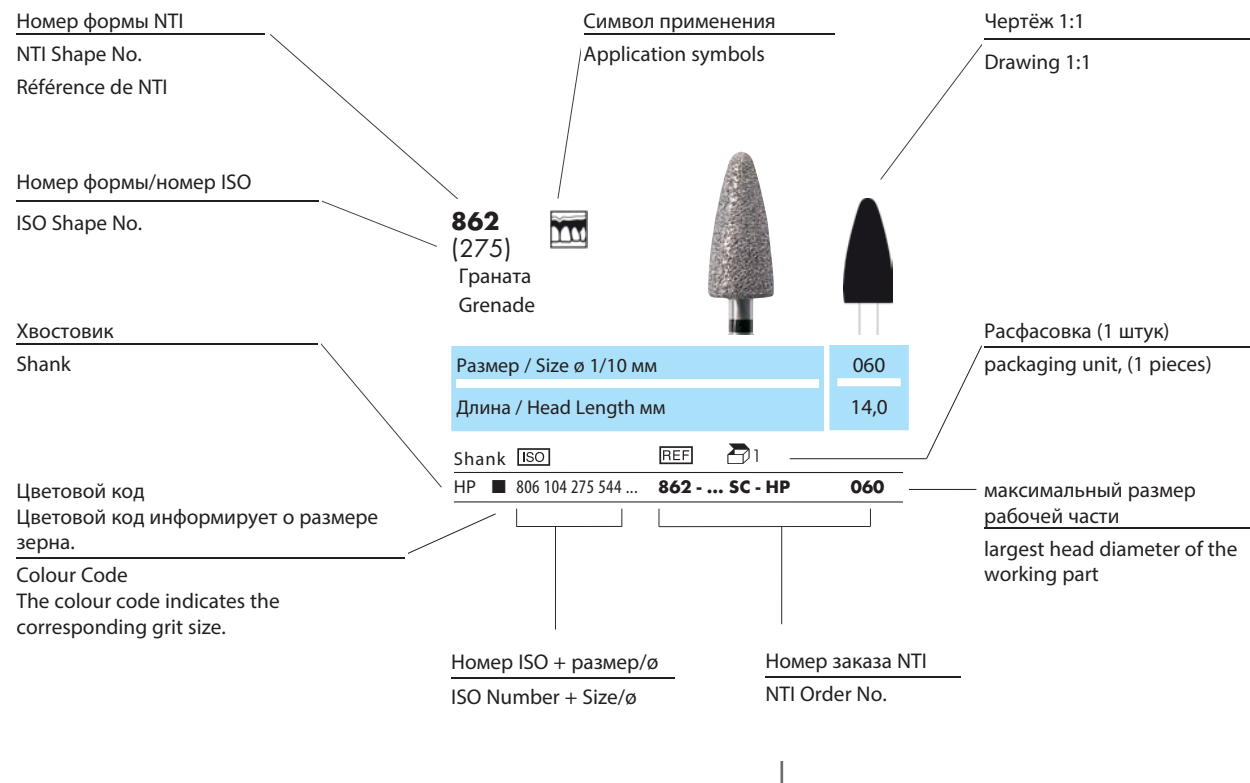 Номер формы NTI
NTI Shape No.
Référence de NTI
Символ применения
Application symbols
Чертёж 1:1
Drawing 1:1
Номер формы/номер ISO
ISO Shape No.
862
(275)
Граната
Grenade
Хвостовик
Shank
Размер / Size ø 1/10 мм 060
Длина / Head Length мм 14,0
Расфасовка (1 штук)
packaging unit, (1 pieces)
Shank ISO REF 1
HP 806 104 275 544 ... 862 - ... SC - HP 060
Цветовой код
Цветовой код информирует о размере
зерна.
Colour Code
The colour code indicates the
corresponding grit size.
максимальный размер
рабочей части
largest head diameter of the
working part
Номер ISO + размер/ø
ISO Number + Size/ø
Номер заказа NTI
NTI Order No.